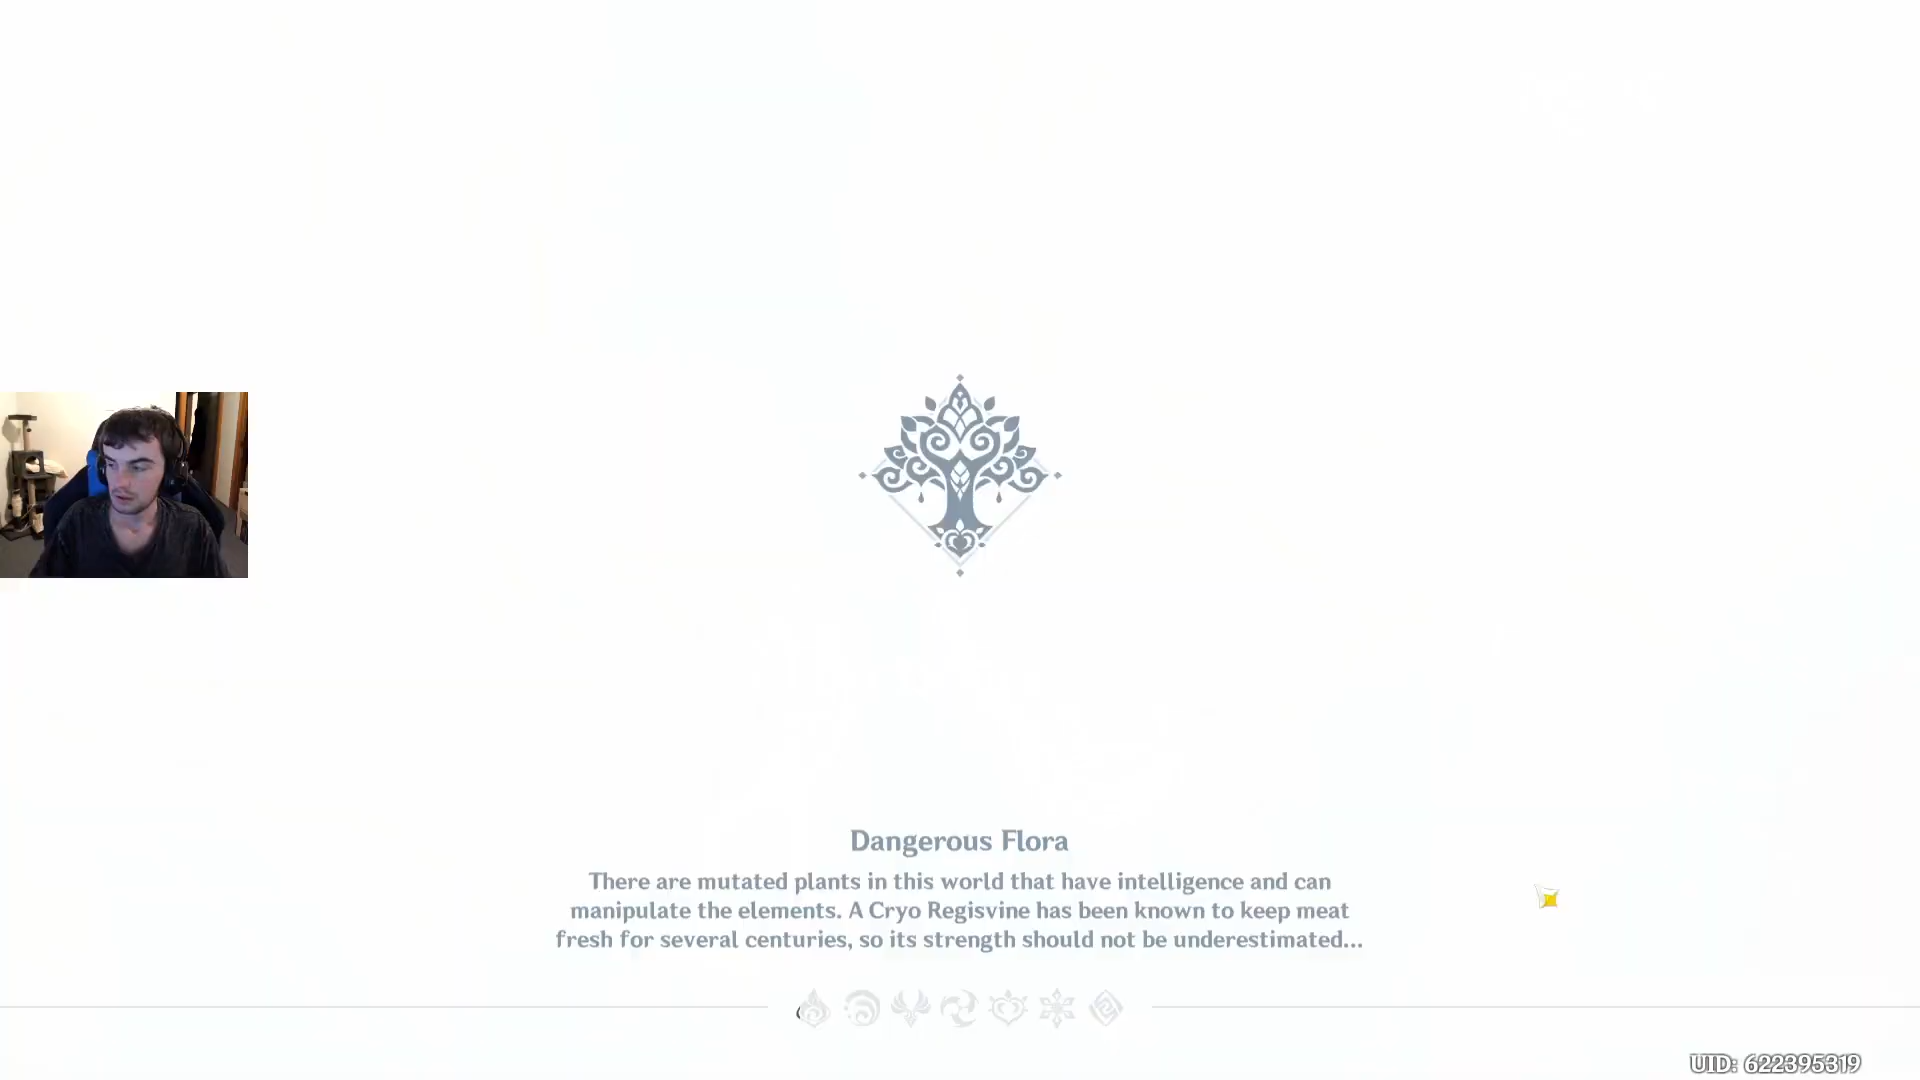 Dangerous Flora
There are mutated plants in this world that have intelligence and can
manipulate the elements. A Cryo Regisvine has been known to keep meat
fresh for several centuries, so its strength should not be underestimated...
UID: 622395319